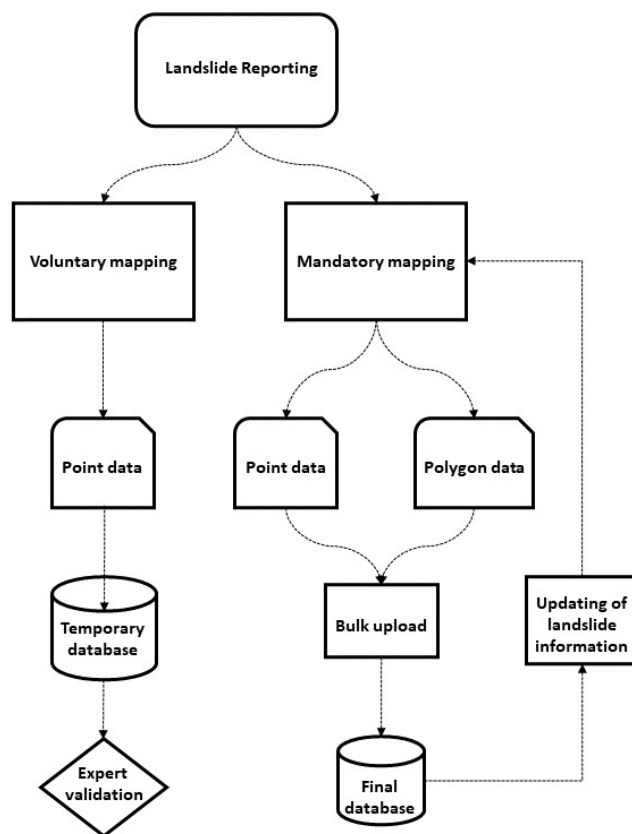 Landslide Reporting
Voluntary mapping
Mandatory mapping
Point data
Point data
Polygon data
Temporary
database
Bulk upload
Updating of
landslide
information
Expert
validation
Final
database